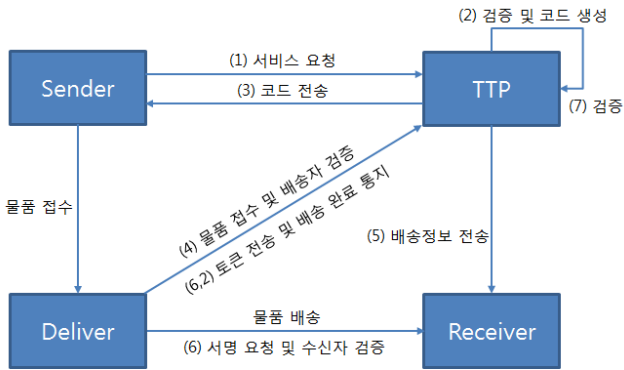 (2) 검증 및 코드 생성
(1) 서비스 요청
Sender
TTP
(3) 코드 전송
(7) 검증
물품 접수
(4) 물품 접수 및 배송자 검증
(6,2) 토큰 전송 및 배송 완료 통지
(5) 배송정보 전송
물품 배송
Deliver
Receiver
(6) 서명 요청 및 수신자 검증